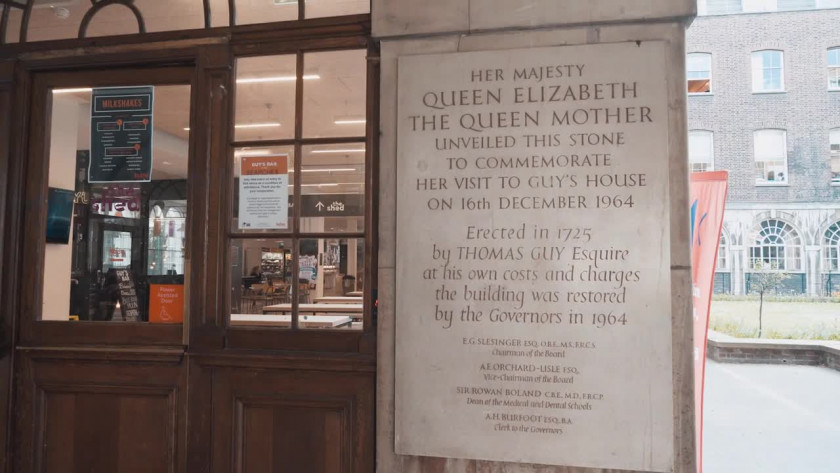 MILKSHAKES
GUY'S BAR
the shed
HER MAJESTY
QUEEN ELIZABETH
THE QUEEN MOTHER
UNVEILED THIS STONE
TO COMMEMORATE
HER VISIT TO GUY'S HOUSE
ON 16th DECEMBER 1964
Erected in 1725
by THOMAS GUY Esquire
at his own costs and charges
the building was restored
by the Governors in 1964
E.G. SLESINGER ESQ, O.B.E., M.S., F.R.C.S.
Chairman of the Board
A.E. ORCHARD-LISLE ESQ,
Vice-Chairman of the Board
SIR ROWAN BOLAND C.B.E., M.D., F.R.C.P.
Dean of the Medical and Dental Schools
A.H. BURFOOT ESQ, B.A.
Clerk to the Governors